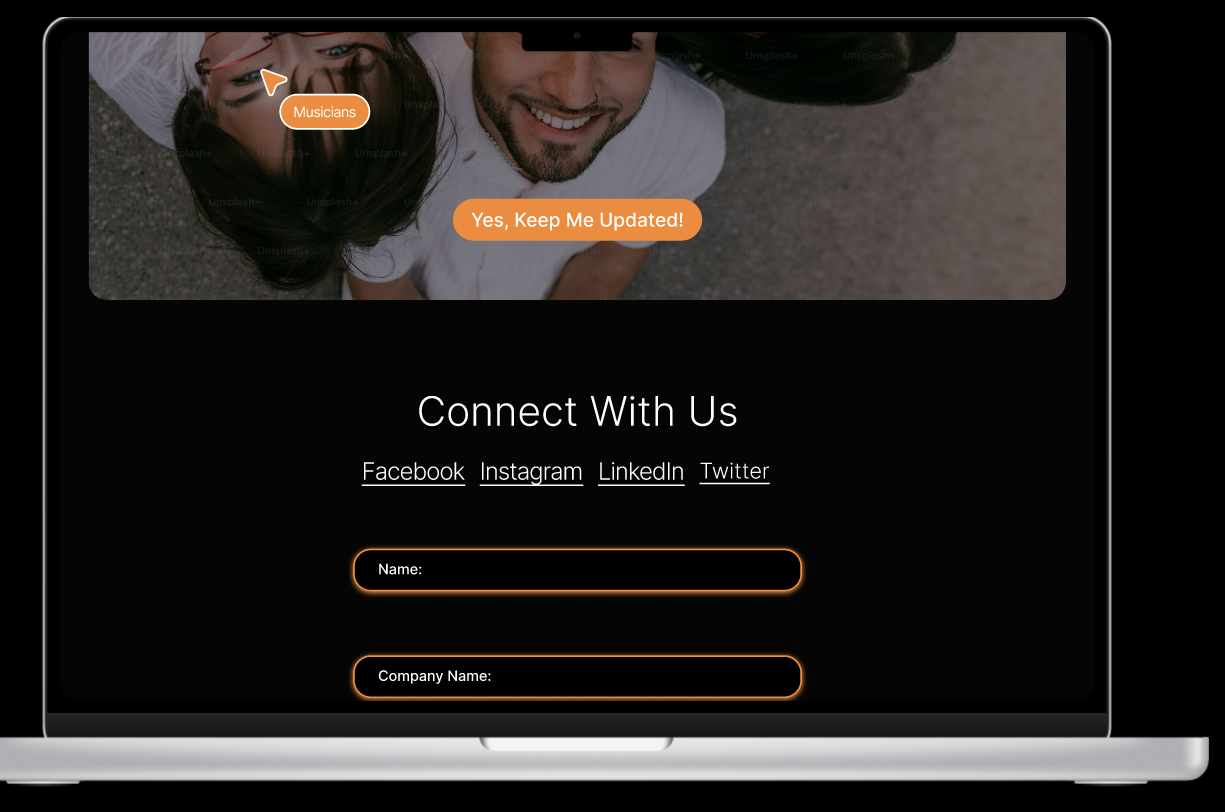 Musicians
Yes, Keep Me Updated!
Connect With Us
Facebook Instagram LinkedIn Twitter
Name:
Company Name: